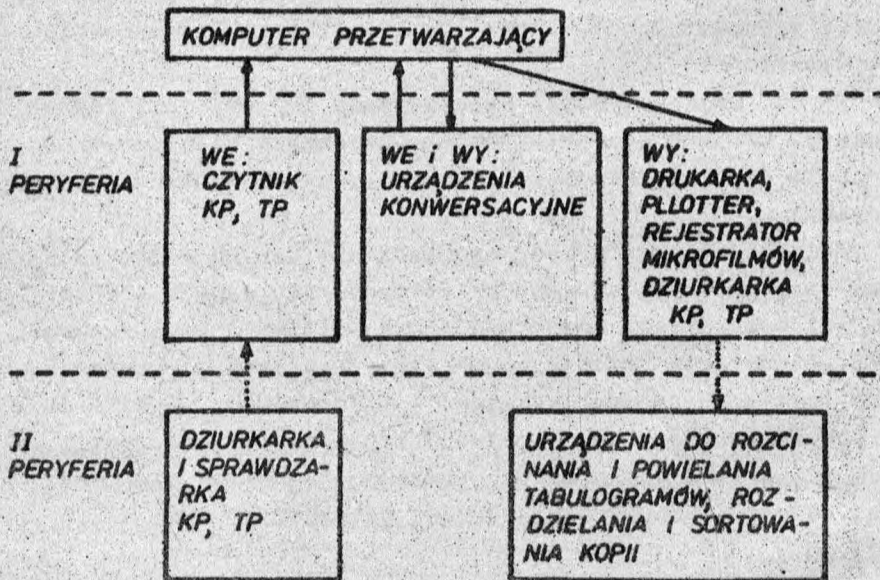 KOMPUTER PRZETWARZAJĄCY
I
PERYFERIA
WE:
CZYTNIK
KP, TP
WE i WY:
URZĄDZENIA
KONWERSACYJNE
WY:
DRUKARKA,
PLLOTTER,
REJESTRATOR
MIKROFILMÓW,
DZIURKARKA
KP, TP
II
PERYFERIA
DZIURKARKA
I SPRAWDZA-
RKA
KP, TP
URZĄDZENIA DO ROZCI-
NANIA I POWIELANIA
TABULOGRAMÓW, ROZ-
DZIELANIA I SORTOWA-
NIA KOPII